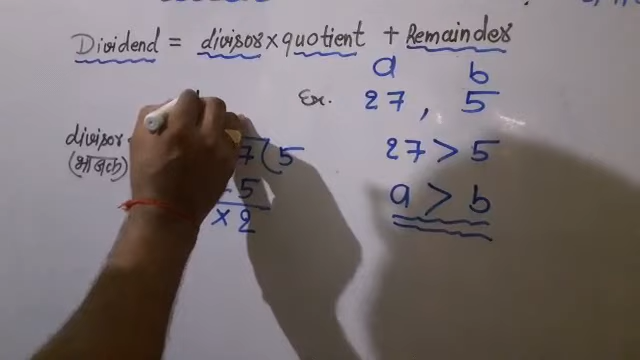 Dividend = divisor × quotient + Remainder
a b
Ex. 27 , 5
divisor 7 ( 5 27 > 5
(भाजक) - 5 a > b
× 2